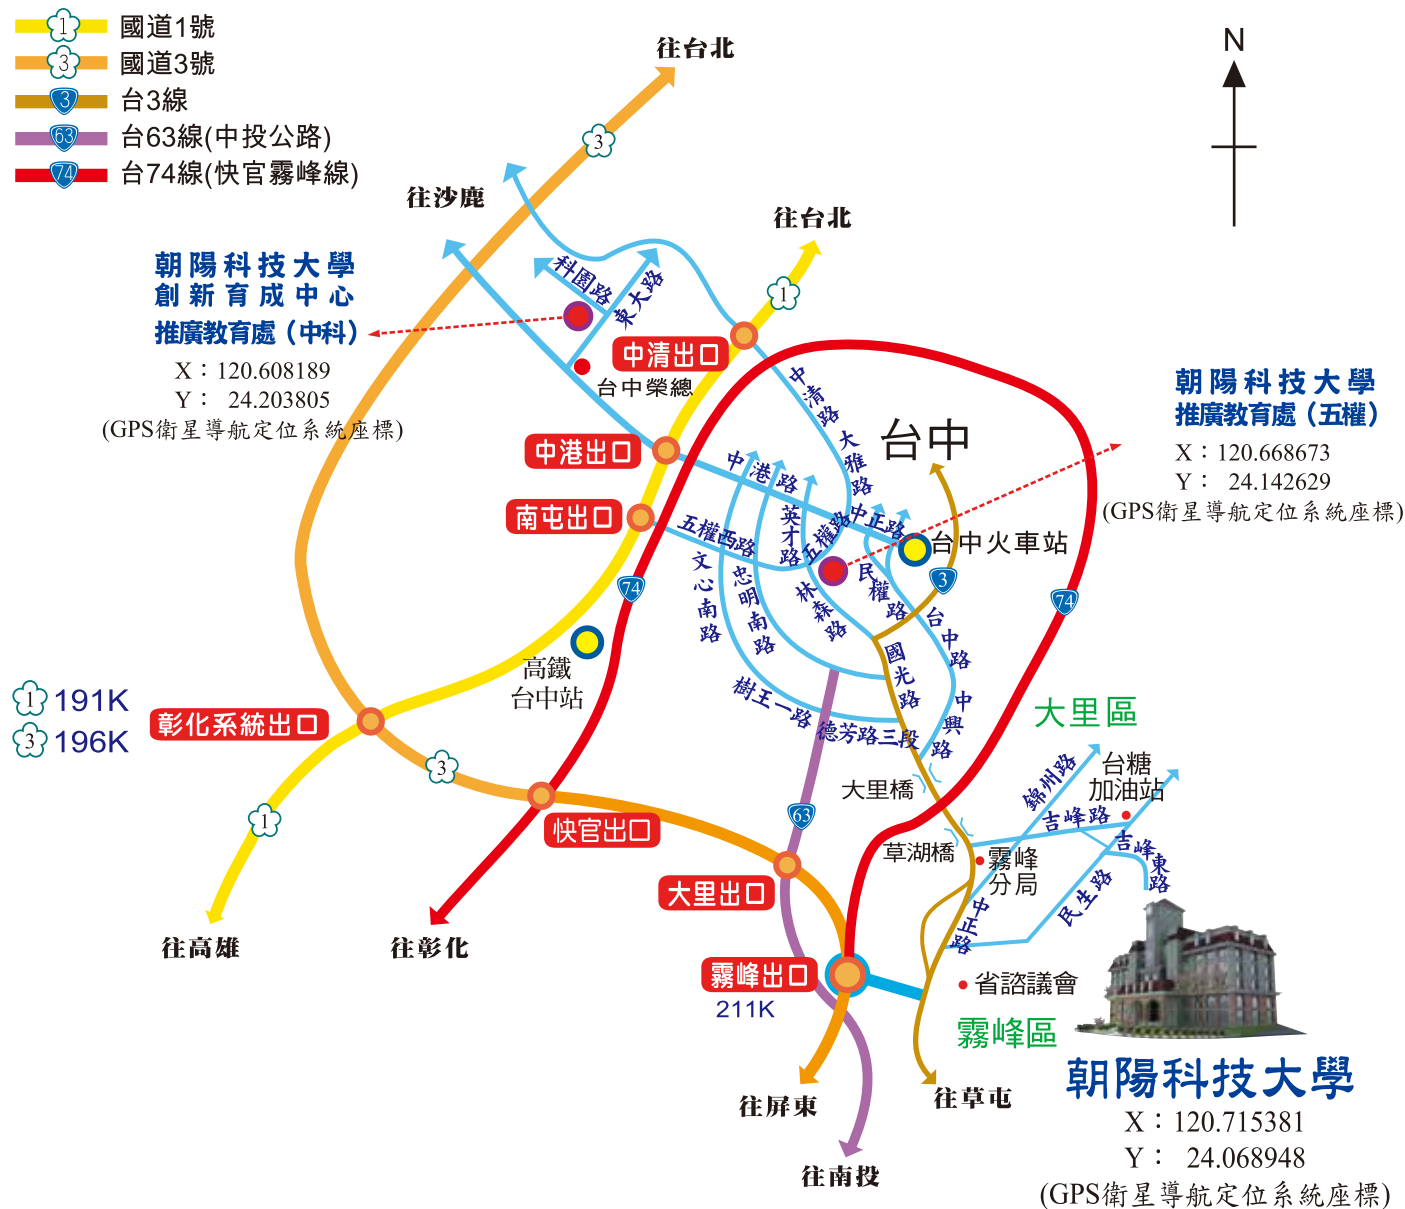 1 國道1號
3 國道3號
3 台3線
63 台63線(中投公路)
74 台74線(快官霧峰線)
N
往台北
3
往沙鹿
往台北
1
朝陽科技大學
創新育成中心
推廣教育處(中科)
X：120.608189
Y： 24.203805
(GPS衛星導航定位系統座標)
科園路
東大路
中清出口
台中榮總
中清路
大雅路
台中
朝陽科技大學
推廣教育處(五權)
X：120.668673
Y： 24.142629
(GPS衛星導航定位系統座標)
中港出口
中港路
南屯出口
五權西路
英才路
五權路
中正路
台中火車站
文心南路
忠明南路
林森路
民權路
3
74
74
台中路
國光路
中興路
高鐵
台中站
樹王一路
德芳路三段
1 191K
3 196K
彰化系統出口
3
1
大里區
錦州路
台糖
加油站
大里橋
吉峰路
吉峰東路
草湖橋
霧峰
分局
民生路
中正路
快官出口
63
大里出口
往高雄
往彰化
霧峰出口
211K
省諮議會
霧峰區
往屏東
往草屯
往南投
朝陽科技大學
X：120.715381
Y： 24.068948
(GPS衛星導航定位系統座標)